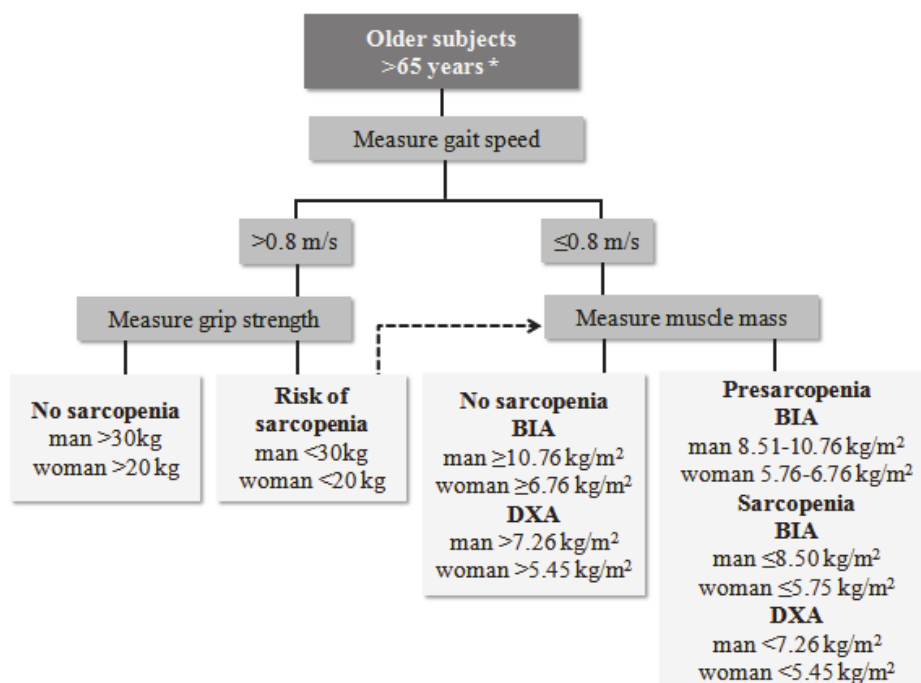 Older subjects
>65 years *
Measure gait speed
>0.8 m/s
≤0.8 m/s
Measure grip strength
Measure muscle mass
No sarcopenia
man >30kg
woman >20 kg
Risk of
sarcopenia
man <30kg
woman <20 kg
No sarcopenia
BIA
man ≥10.76 kg/m²
woman ≥6.76 kg/m²
DXA
man >7.26 kg/m²
woman >5.45 kg/m²
Presarcopenia
BIA
man 8.51-10.76 kg/m²
woman 5.76-6.76 kg/m²
Sarcopenia
BIA
man ≤8.50 kg/m²
woman ≤5.75 kg/m²
DXA
man <7.26 kg/m²
woman <5.45 kg/m²